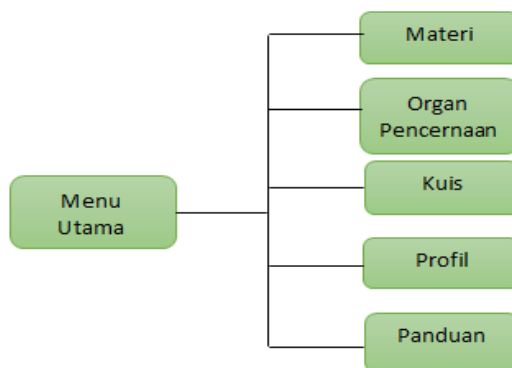 Materi
Organ
Pencernaan
Kuis
Menu
Utama
Profil
Panduan